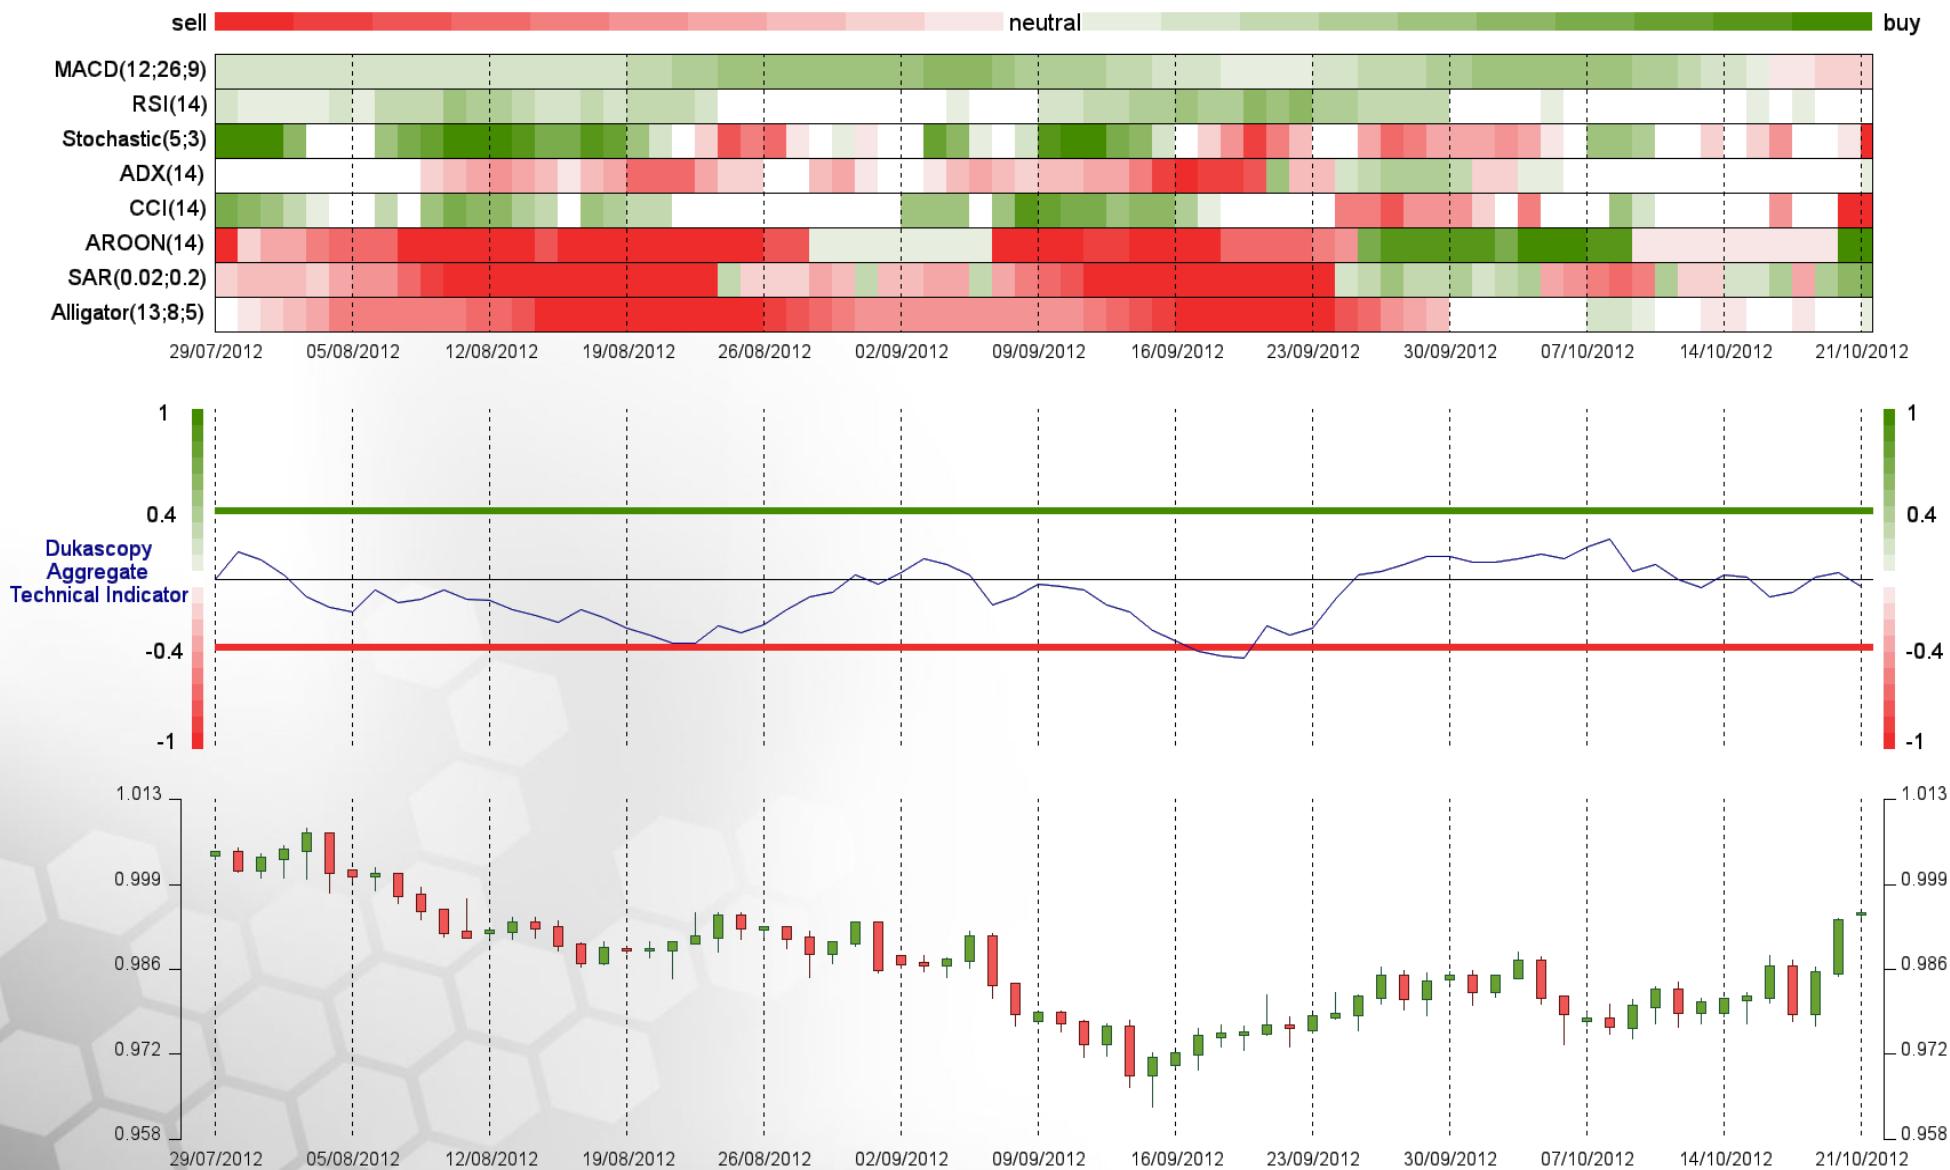 sell neutral buy
MACD(12;26;9)
RSI(14)
Stochastic(5;3)
ADX(14)
CCI(14)
AROON(14)
SAR(0.02;0.2)
Alligator(13;8;5)
29/07/2012 05/08/2012 12/08/2012 19/08/2012 26/08/2012 02/09/2012 09/09/2012 16/09/2012 23/09/2012 30/09/2012 07/10/2012 14/10/2012 21/10/2012
1 1
0.4 0.4
Dukascopy
Aggregate
Technical Indicator
-0.4 -0.4
-1 -1
1.013 1.013
0.999 0.999
0.986 0.986
0.972 0.972
0.958 0.958
29/07/2012 05/08/2012 12/08/2012 19/08/2012 26/08/2012 02/09/2012 09/09/2012 16/09/2012 23/09/2012 30/09/2012 07/10/2012 14/10/2012 21/10/2012